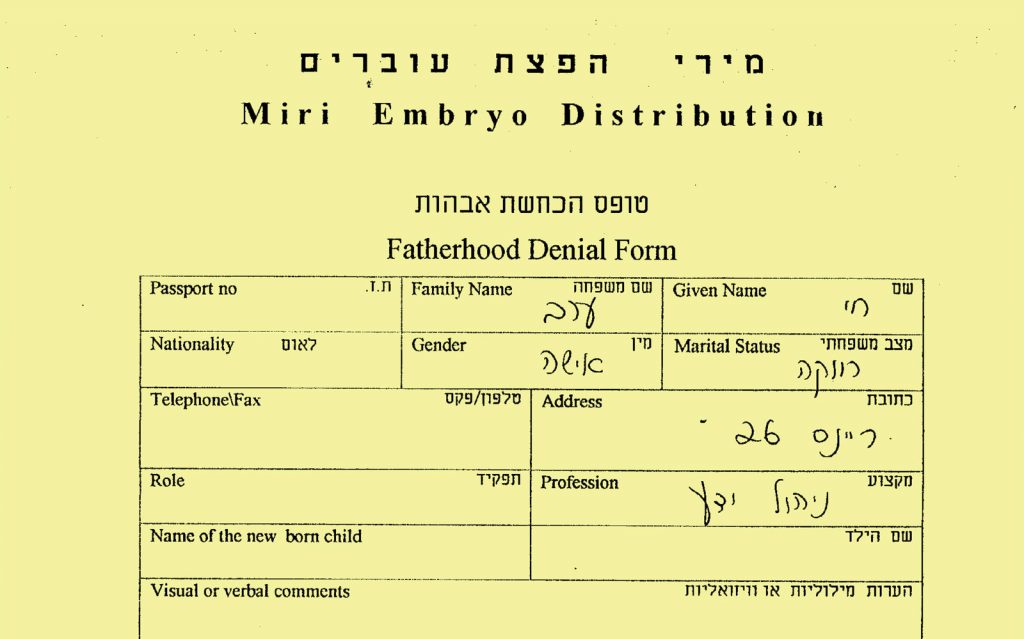 מירי הפצת עוברים
Miri Embryo Distribution
טופס הכחשת אבהות
Fatherhood Denial Form
Passport no ת.ז. Family Name שם משפחה Given Name שם
חי
Nationality לאום Gender מין Marital Status מצב משפחתי
אישה רווקה
Telephone\Fax טלפון/פקס Address כתובת
ריינס 26
Role תפקיד Profession מקצוע
ניהול ידע
Name of the new born child שם הילד
Visual or verbal comments הערות מילוליות או וויזואליות